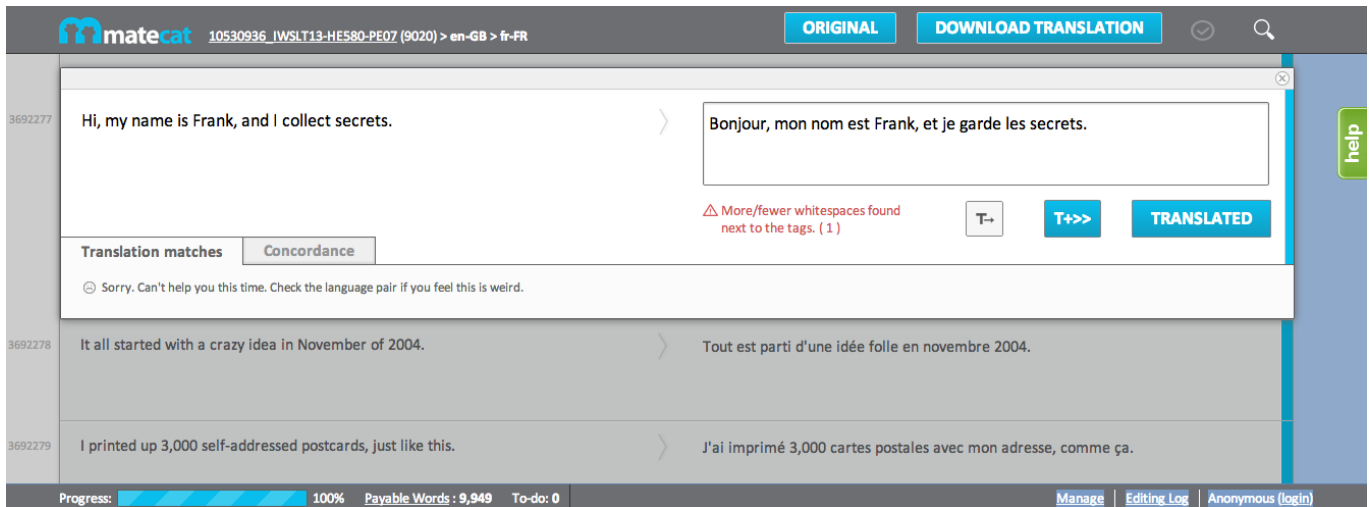 matecat 10530936_IWSLT13-HE580-PE07 (9020) > en-GB > fr-FR ORIGINAL DOWNLOAD TRANSLATION
3692277 Hi, my name is Frank, and I collect secrets. Bonjour, mon nom est Frank, et je garde les secrets.
help
More/fewer whitespaces found
next to the tags. ( 1 )
T→ T+>> TRANSLATED
Translation matches Concordance
Sorry. Can't help you this time. Check the language pair if you feel this is weird.
3692278 It all started with a crazy idea in November of 2004. Tout est parti d'une idée folle en novembre 2004.
3692279 I printed up 3,000 self-addressed postcards, just like this. J'ai imprimé 3,000 cartes postales avec mon adresse, comme ça.
Progress: 100% Payable Words : 9,949 To-do: 0 Manage Editing Log Anonymous (login)